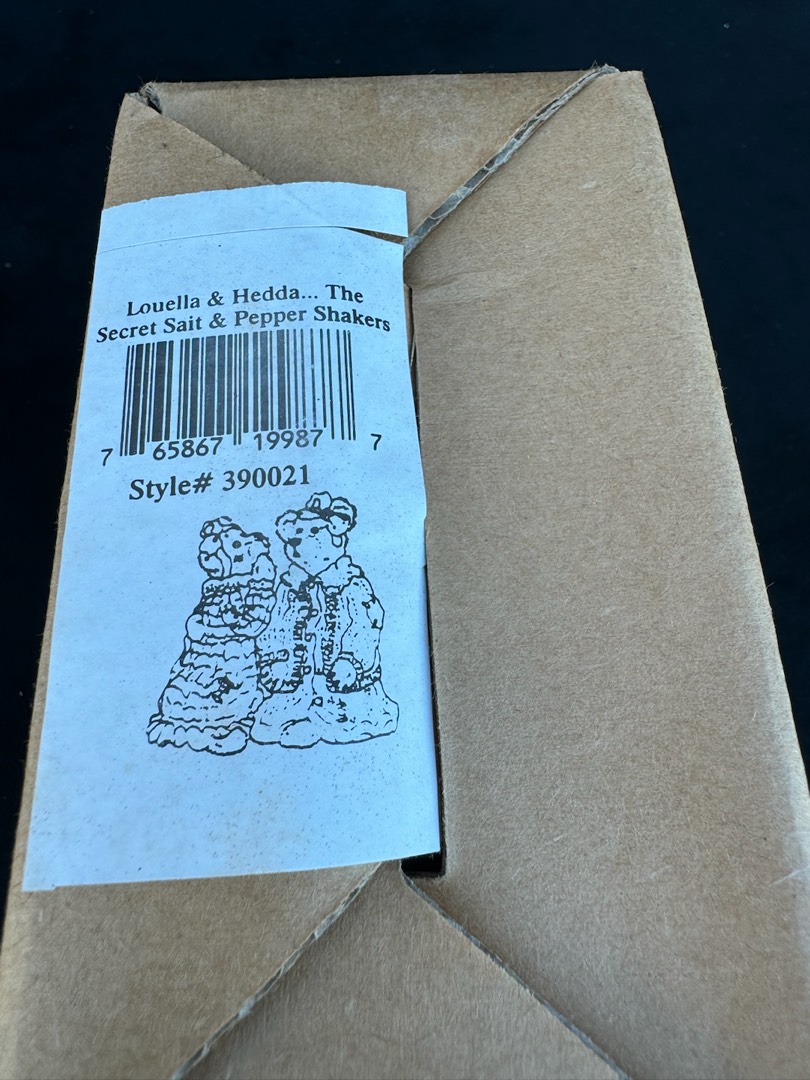 Louella & Hedda... The
Secret Sait & Pepper Shakers
7 65867 19987 7
Style# 390021